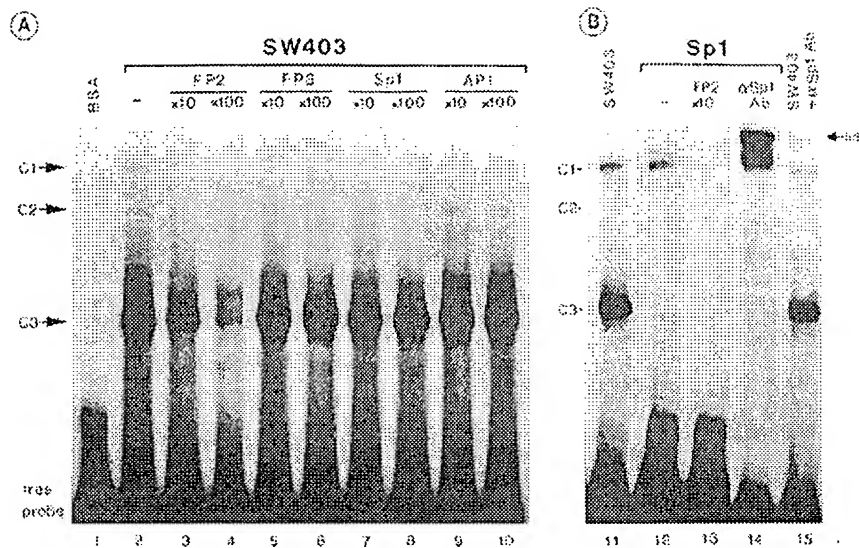 A
SW403
BSA
-
FP2
x10 x100
FP3
x10 x100
Sp1
x10 x100
AP1
x10 x100
C1
C2
C3
free
probe
1 2 3 4 5 6 7 8 9 10
B
Sp1
SW403
-
FP2
x10
αSp1
Ab
SW403
+αSp1 Ab
C1-
C2-
C3-
11 12 13 14 15